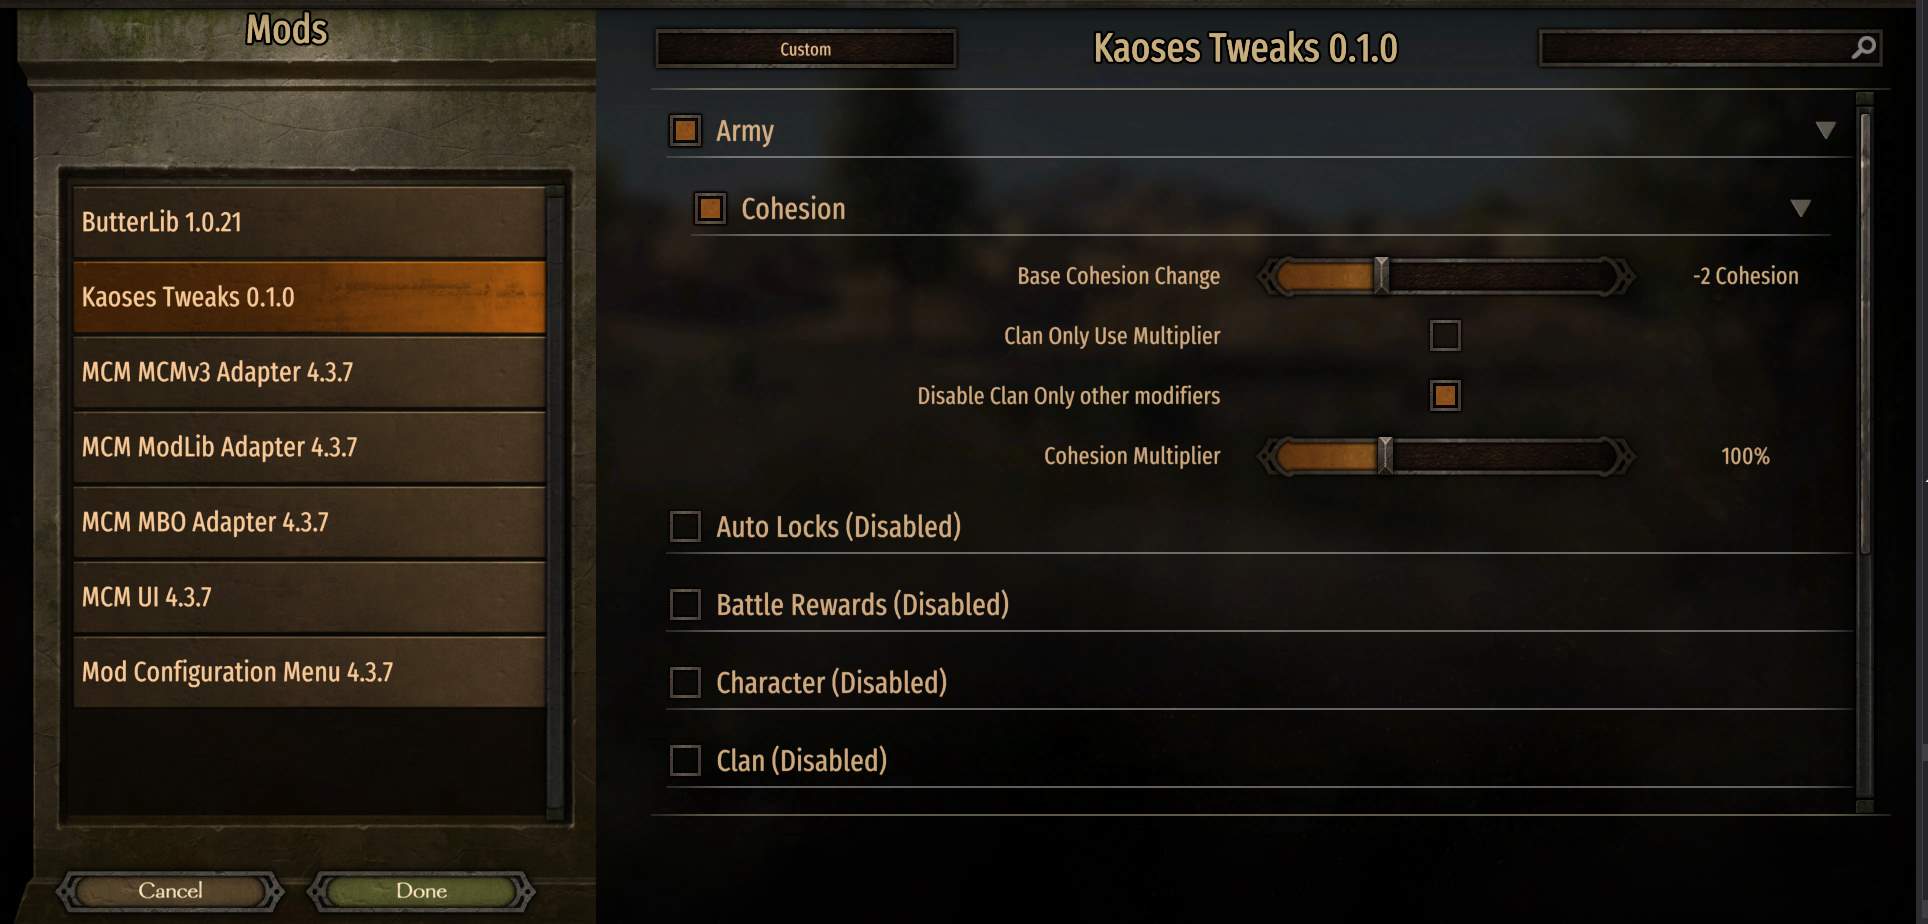 Mods
ButterLib 1.0.21
Kaoses Tweaks 0.1.0
MCM MCMv3 Adapter 4.3.7
MCM ModLib Adapter 4.3.7
MCM MBO Adapter 4.3.7
MCM UI 4.3.7
Mod Configuration Menu 4.3.7
Cancel
Done
Custom
Kaoses Tweaks 0.1.0
Army
Cohesion
Base Cohesion Change
-2 Cohesion
Clan Only Use Multiplier
Disable Clan Only other modifiers
Cohesion Multiplier
100%
Auto Locks (Disabled)
Battle Rewards (Disabled)
Character (Disabled)
Clan (Disabled)